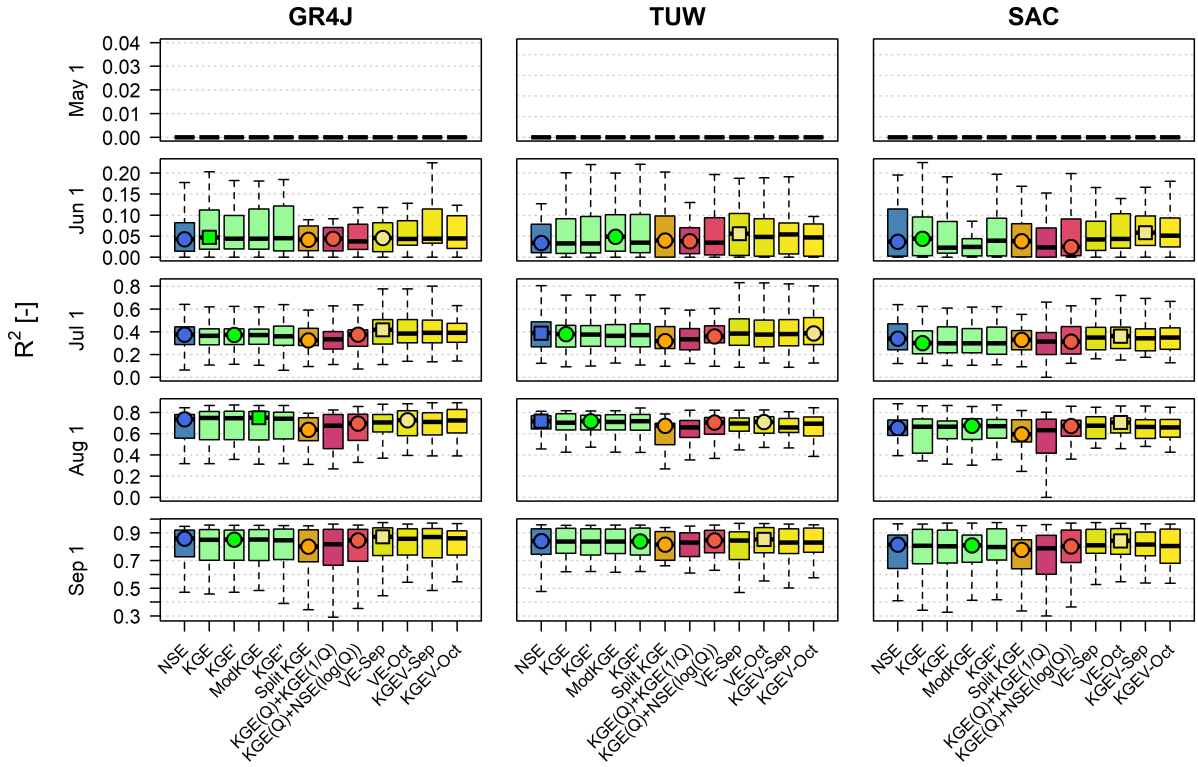 GR4J TUW SAC
May 1
0.04
0.03
0.02
0.01
0.00
Jun 1
0.20
0.15
0.10
0.05
0.00
R² [-]
Jul 1
0.8
0.6
0.4
0.2
0.0
Aug 1
0.8
0.6
0.4
0.2
0.0
Sep 1
0.9
0.7
0.5
0.3
NSE KGE KGE' ModKGE KGE" Split KGE KGE(Q)+KGE(1/Q) KGE(Q)+NSE(log(Q)) VE-Sep VE-Oct KGEV-Sep KGEV-Oct
NSE KGE KGE' ModKGE KGE" Split KGE KGE(Q)+KGE(1/Q) KGE(Q)+NSE(log(Q)) VE-Sep VE-Oct KGEV-Sep KGEV-Oct
NSE KGE KGE' ModKGE KGE" Split KGE KGE(Q)+KGE(1/Q) KGE(Q)+NSE(log(Q)) VE-Sep VE-Oct KGEV-Sep KGEV-Oct